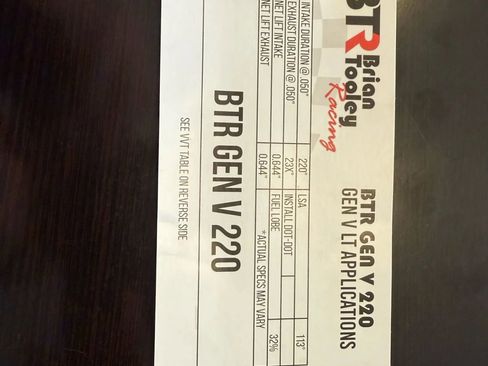 BTR Brian
Tooley
Racing
BTR GEN V 220
GEN V LT APPLICATIONS
INTAKE DURATION @ .050" 220° LSA 113°
EXHAUST DURATION @ .050" 23X° INSTALL DOT-DOT
NET LIFT INTAKE 0.644" FUEL LOBE 32%
NET LIFT EXHAUST 0.644" *ACTUAL SPECS MAY VARY
BTR GEN V 220
SEE VVT TABLE ON REVERSE SIDE